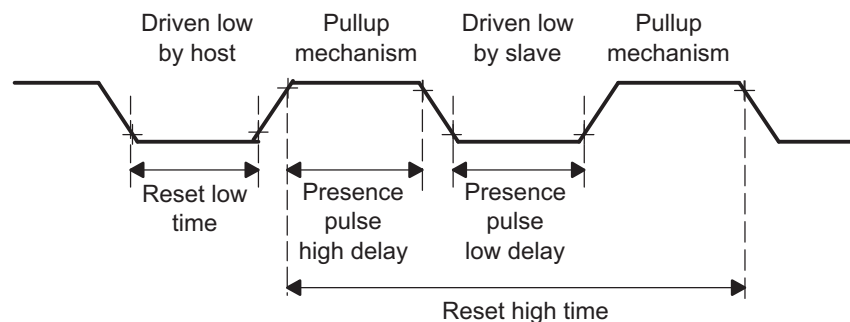 Driven low
by host
Pullup
mechanism
Driven low
by slave
Pullup
mechanism
Reset low
time
Presence
pulse
high delay
Presence
pulse
low delay
Reset high time